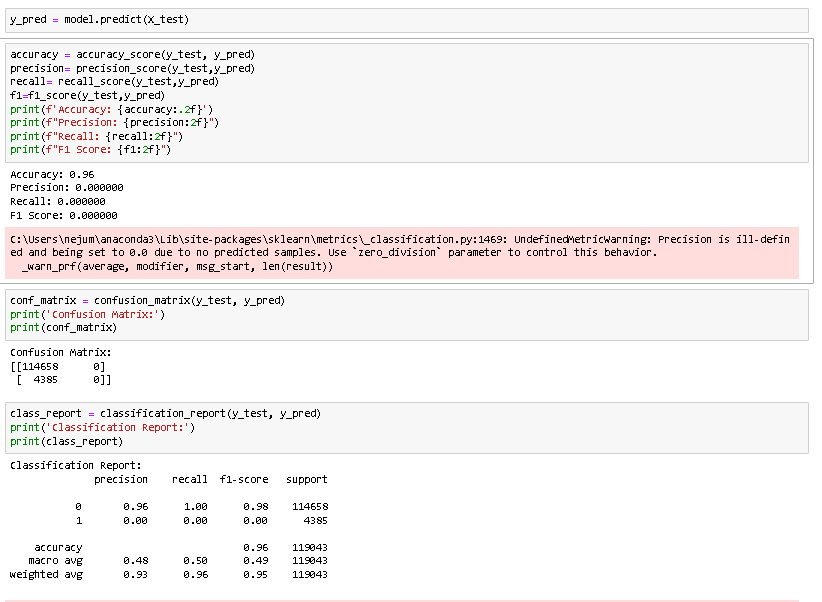 y_pred = model.predict(X_test)
accuracy = accuracy_score(y_test, y_pred)
precision= precision_score(y_test,y_pred)
recall= recall_score(y_test,y_pred)
f1=f1_score(y_test,y_pred)
print(f'Accuracy: {accuracy:.2f}')
print(f"Precision: {precision:2f}")
print(f"Recall: {recall:2f}")
print(f"F1 Score: {f1:2f}")
Accuracy: 0.96
Precision: 0.000000
Recall: 0.000000
F1 Score: 0.000000
C:\Users\nejum\anaconda3\Lib\site-packages\sklearn\metrics\_classification.py:1469: UndefinedMetricWarning: Precision is ill-defin
ed and being set to 0.0 due to no predicted samples. Use `zero_division` parameter to control this behavior.
  _warn_prf(average, modifier, msg_start, len(result))
conf_matrix = confusion_matrix(y_test, y_pred)
print('Confusion Matrix:')
print(conf_matrix)
Confusion Matrix:
[[114658      0]
 [  4385      0]]
class_report = classification_report(y_test, y_pred)
print('Classification Report:')
print(class_report)
Classification Report:
              precision    recall  f1-score   support
           0       0.96      1.00      0.98    114658
           1       0.00      0.00      0.00      4385
    accuracy                           0.96    119043
   macro avg       0.48      0.50      0.49    119043
weighted avg       0.93      0.96      0.95    119043